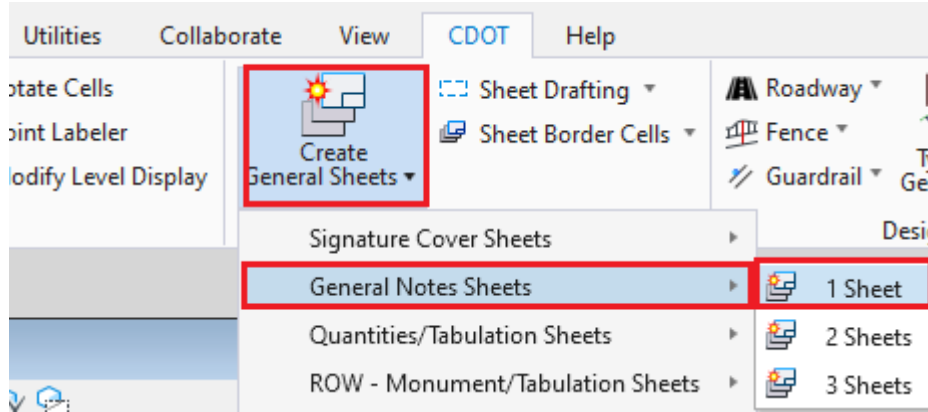 Utilities Collaborate View CDOT Help
otate Cells
oint Labeler
odify Level Display
Create
General Sheets
Sheet Drafting
Sheet Border Cells
Roadway
Fence
Guardrail
Ge
Desi
Signature Cover Sheets
General Notes Sheets
Quantities/Tabulation Sheets
ROW - Monument/Tabulation Sheets
1 Sheet
2 Sheets
3 Sheets